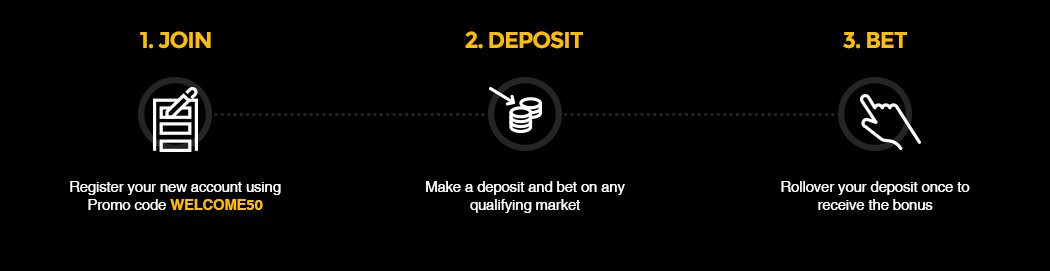 1. JOIN
2. DEPOSIT
3. BET
Register your new account using
Promo code WELCOME50
Make a deposit and bet on any
qualifying market
Rollover your deposit once to
receive the bonus